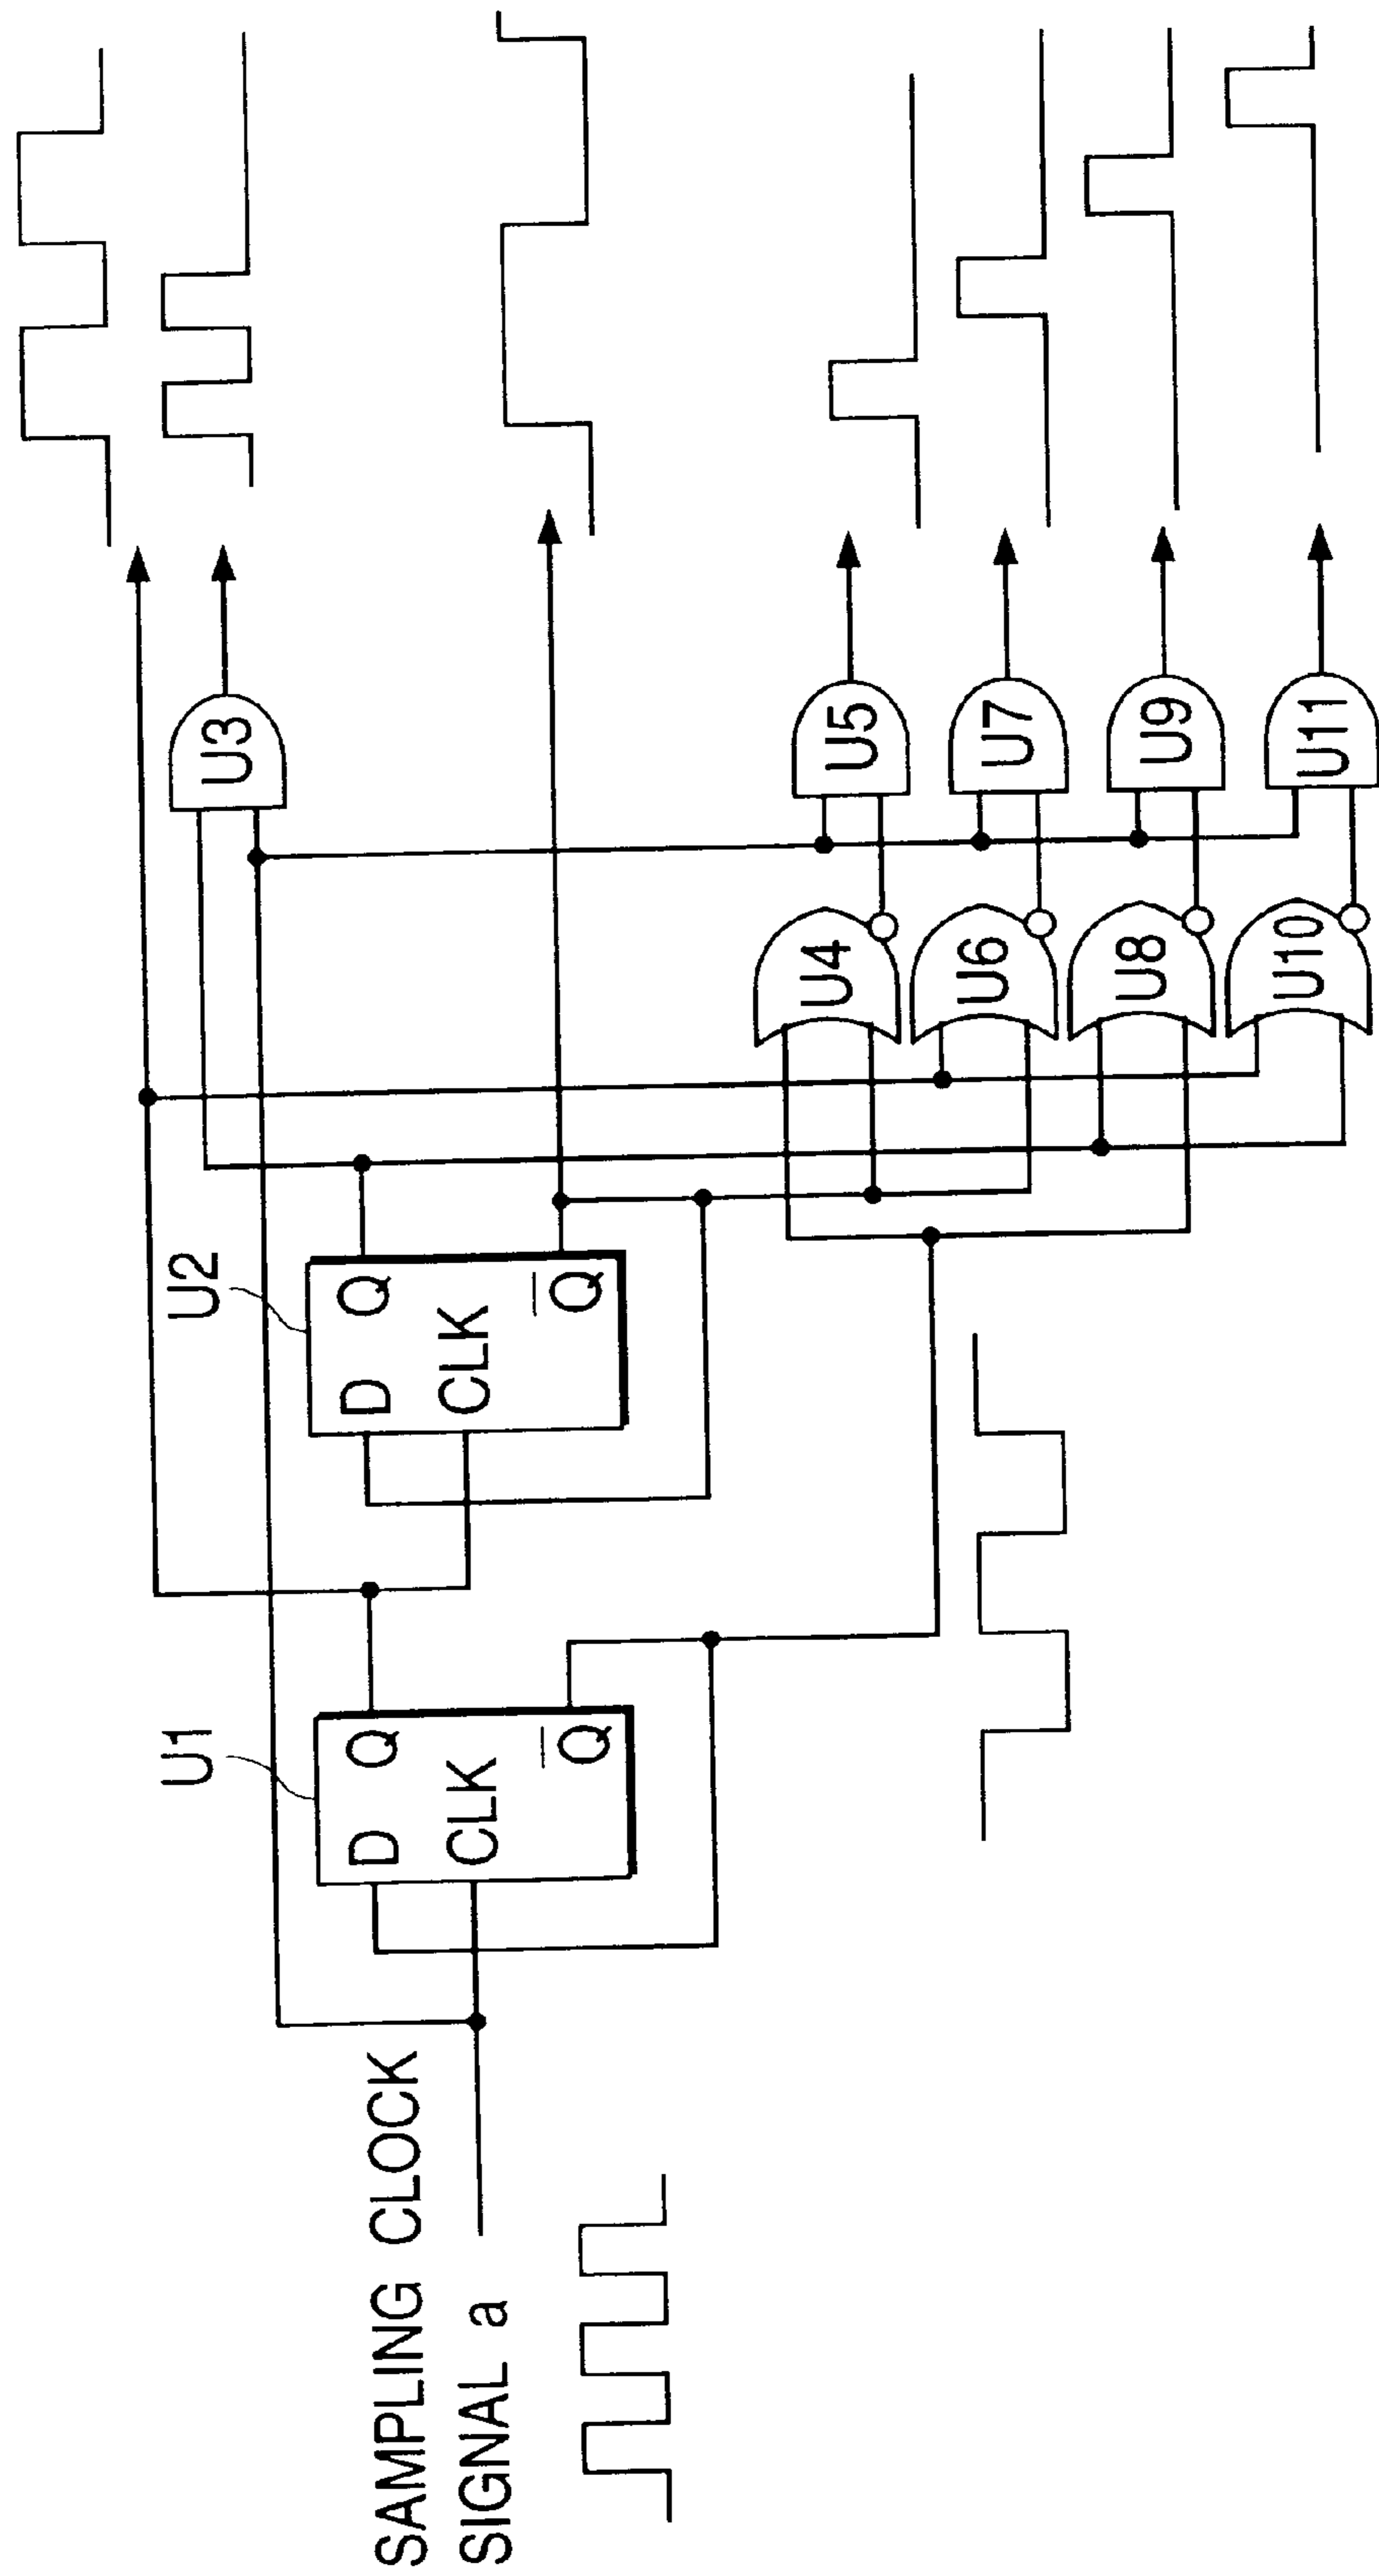 SAMPLING CLOCK
SIGNAL a
U1
D Q
CLK
Q
U2
D Q
CLK
Q
U3
U4
U5
U6
U7
U8
U9
U10
U11